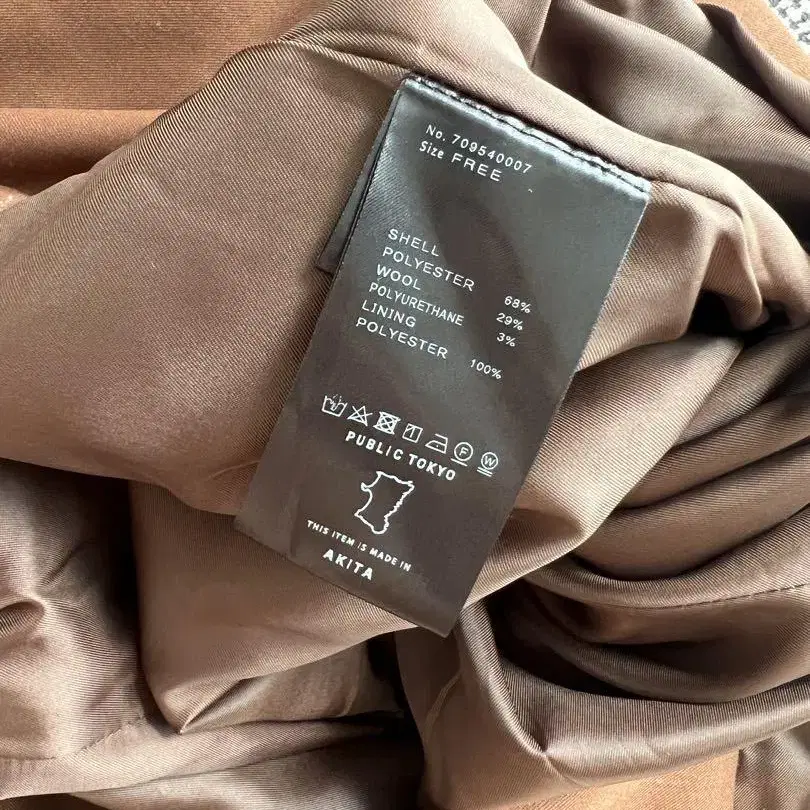 No. 709540007
Size FREE
SHELL
POLYESTER 68%
WOOL 29%
POLYURETHANE 3%
LINING
POLYESTER 100%
F W
PUBLIC TOKYO
THIS ITEM IS MADE IN
AKITA